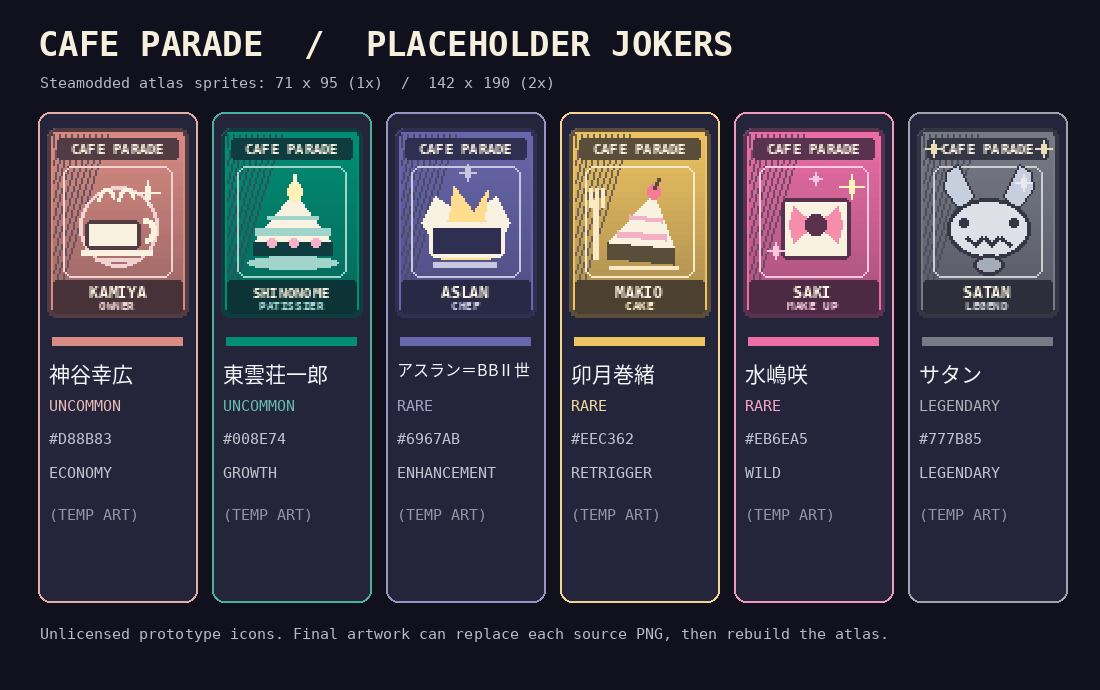 CAFE PARADE / PLACEHOLDER JOKERS
Steamodded atlas sprites: 71 x 95 (1x) / 142 x 190 (2x)
CAFE PARADE
KAMIYA
OWNER
神谷幸広
UNCOMMON
#D88B83
ECONOMY
(TEMP ART)
CAFE PARADE
SHINONOME
PATISSIER
東雲荘一郎
UNCOMMON
#008E74
GROWTH
(TEMP ART)
CAFE PARADE
ASLAN
CHEF
アスラン＝BBⅡ世
RARE
#6967AB
ENHANCEMENT
(TEMP ART)
CAFE PARADE
MAKIO
CAKE
卯月巻緒
RARE
#EEC362
RETRIGGER
(TEMP ART)
CAFE PARADE
SAKI
MAKE UP
水嶋咲
RARE
#EB6EA5
WILD
(TEMP ART)
CAFE PARADE
SATAN
LEGEND
サタン
LEGENDARY
#777B85
LEGENDARY
(TEMP ART)
Unlicensed prototype icons. Final artwork can replace each source PNG, then rebuild the atlas.